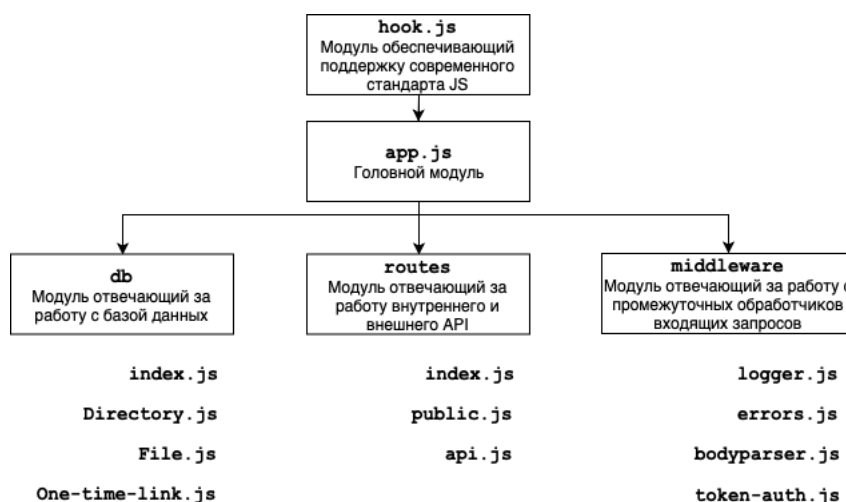 hook.js
Модуль обеспечивающий
поддержку современного
стандарта JS
app.js
Головной модуль
db
Модуль отвечающий за
работу с базой данных
routes
Модуль отвечающий за
работу внутреннего и
внешнего API
middleware
Модуль отвечающий за работу с
промежуточных обработчиков
входящих запросов
index.js
Directory.js
File.js
One-time-link.js
index.js
public.js
api.js
logger.js
errors.js
bodyparser.js
token-auth.js